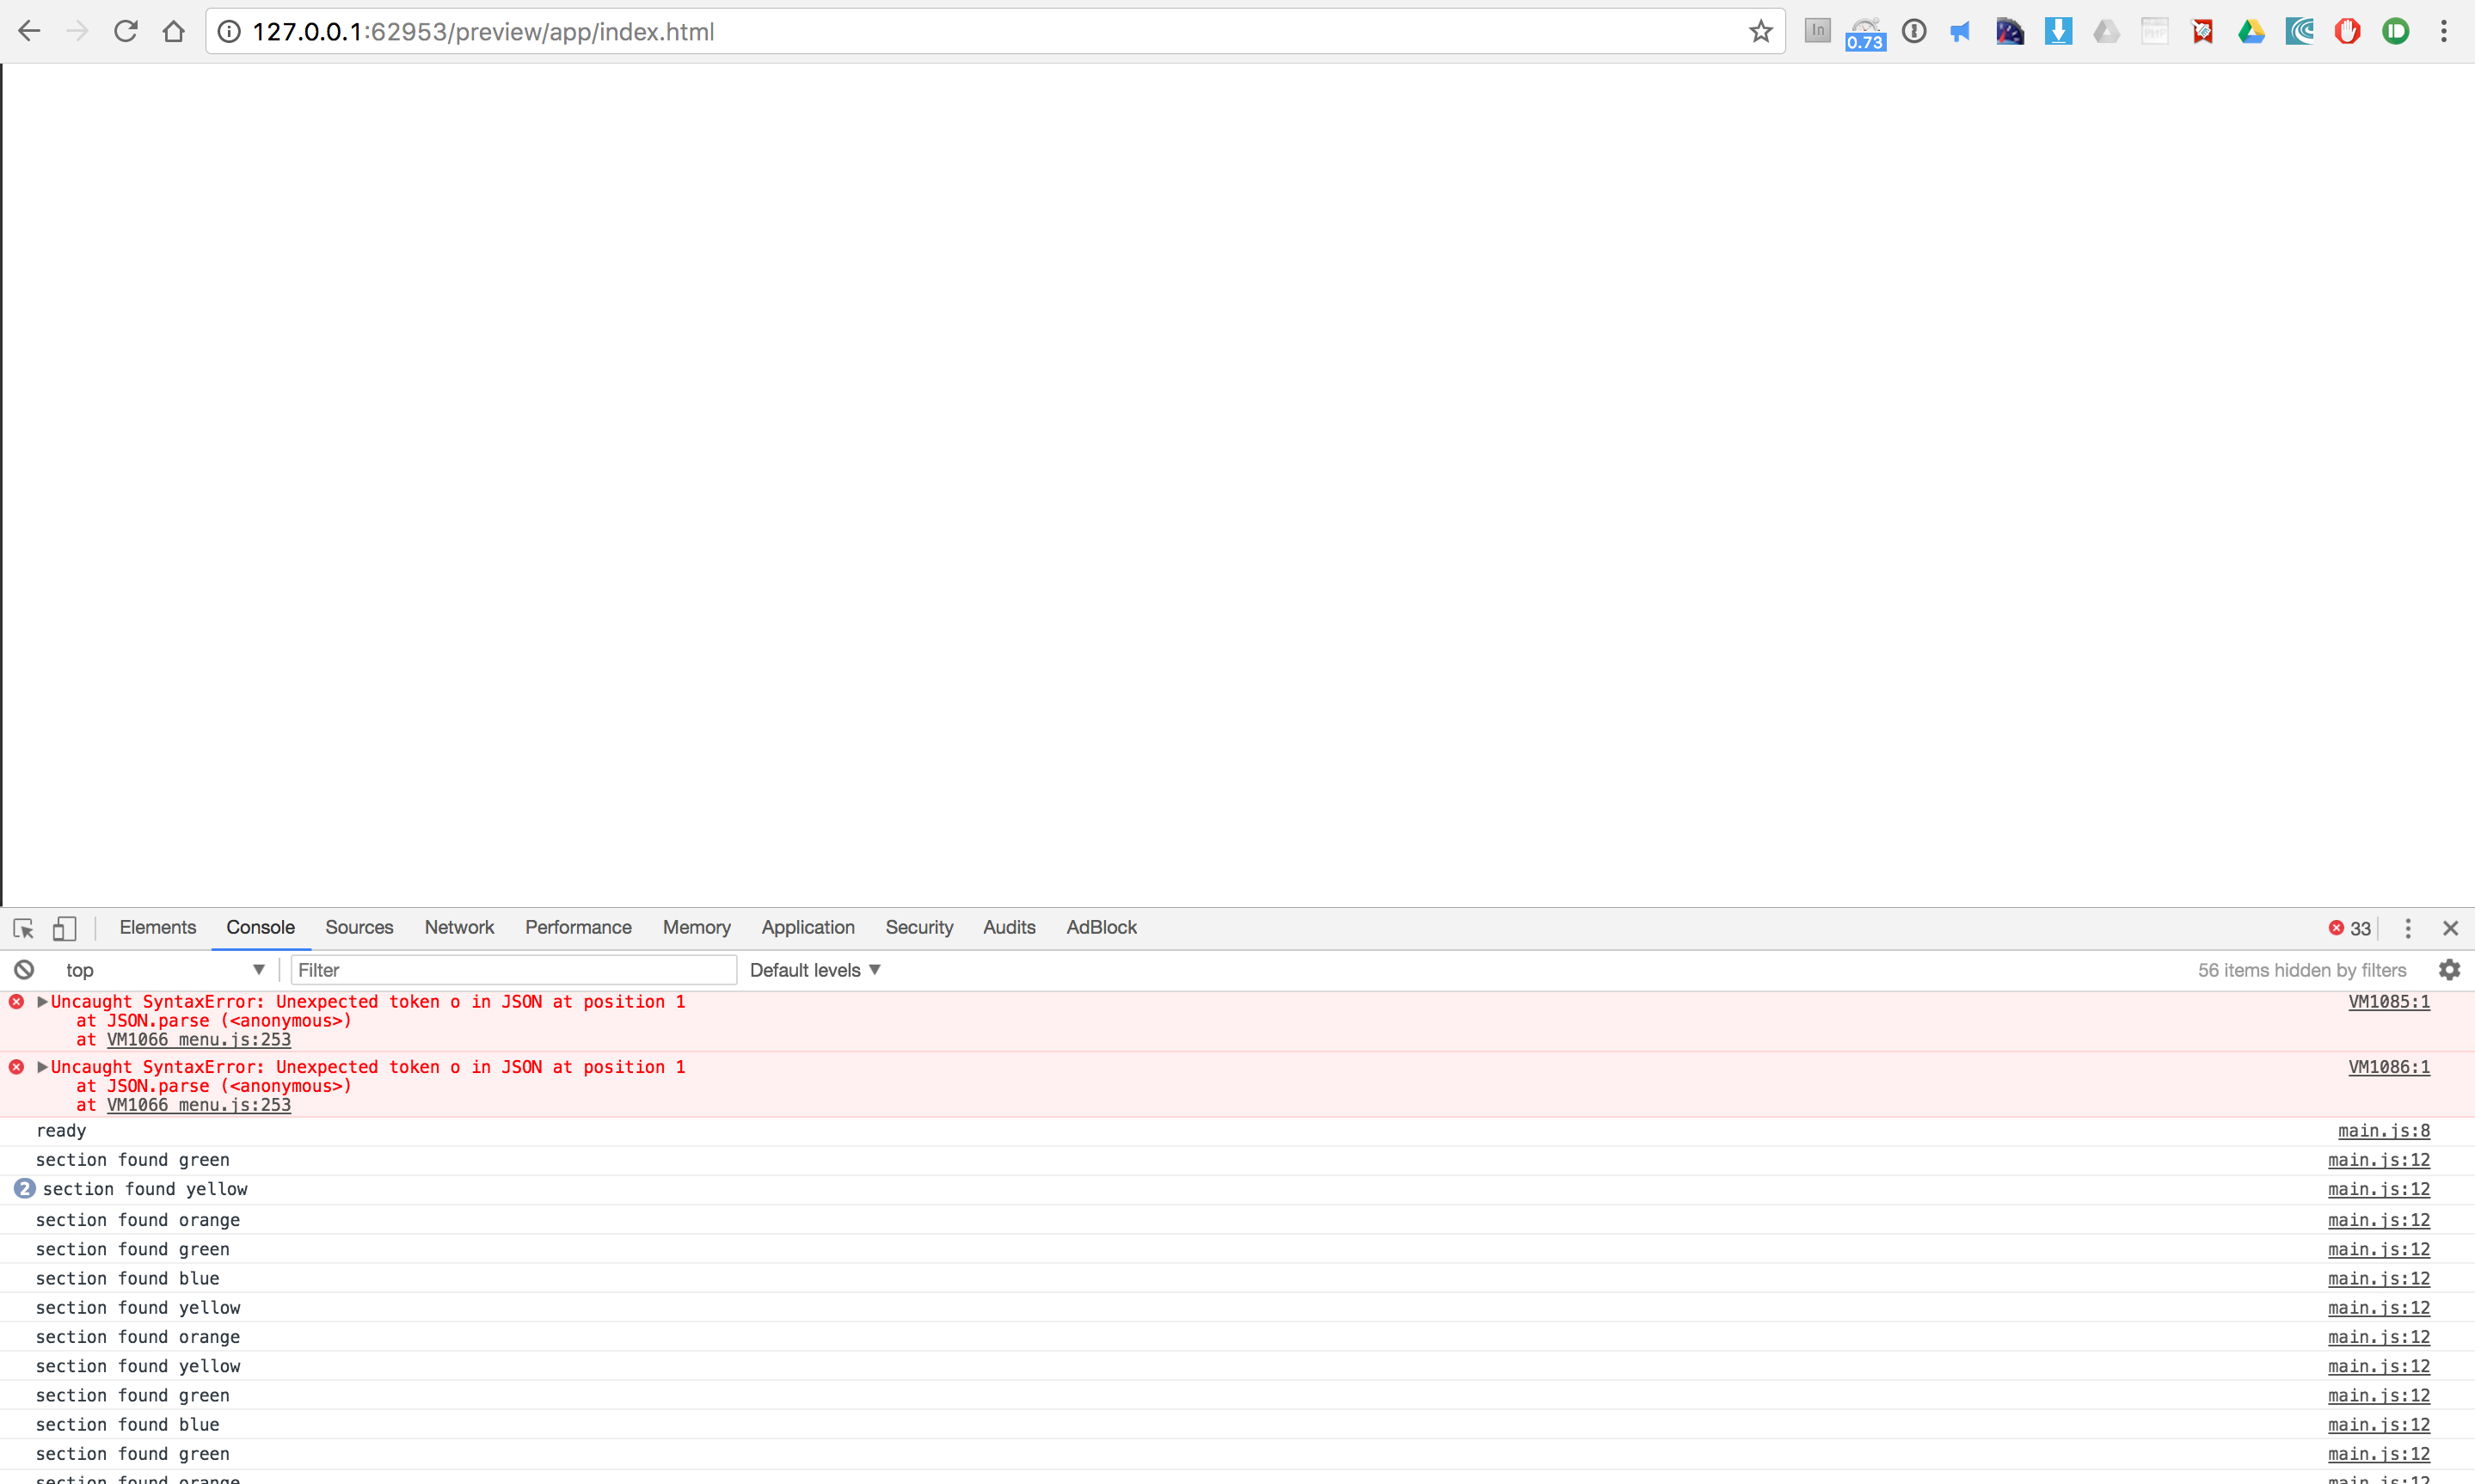 127.0.0.1:62953/preview/app/index.html
In
0.73
PHP
Elements Console Sources Network Performance Memory Application Security Audits AdBlock 33
top Filter Default levels 56 items hidden by filters
Uncaught SyntaxError: Unexpected token o in JSON at position 1 VM1085:1
at JSON.parse (<anonymous>)
at VM1066 menu.js:253
Uncaught SyntaxError: Unexpected token o in JSON at position 1 VM1086:1
at JSON.parse (<anonymous>)
at VM1066 menu.js:253
ready main.js:8
section found green main.js:12
2 section found yellow main.js:12
section found orange main.js:12
section found green main.js:12
section found blue main.js:12
section found yellow main.js:12
section found orange main.js:12
section found yellow main.js:12
section found green main.js:12
section found blue main.js:12
section found green main.js:12
section found orange main.js:12